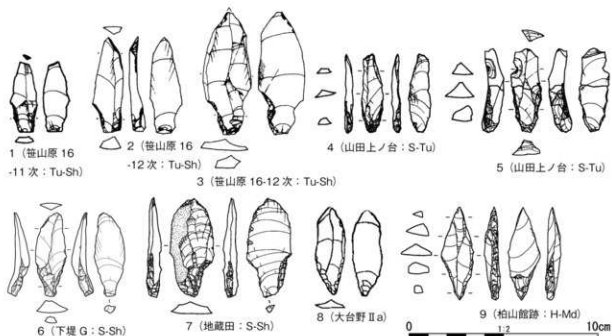 1（笹山原 16
-11 次：Tu-Sh）
2（笹山原 16
-12 次：Tu-Sh）
3（笹山原 16-12 次：Tu-Sh）
4（山田上ノ台：S-Tu）
5（山田上ノ台：S-Tu）
6（下堤 G：S-Sh）
7（地蔵田：S-Sh）
8（大台野Ⅱa）
9（柏山館跡：H-Md）
0 1:2 10cm